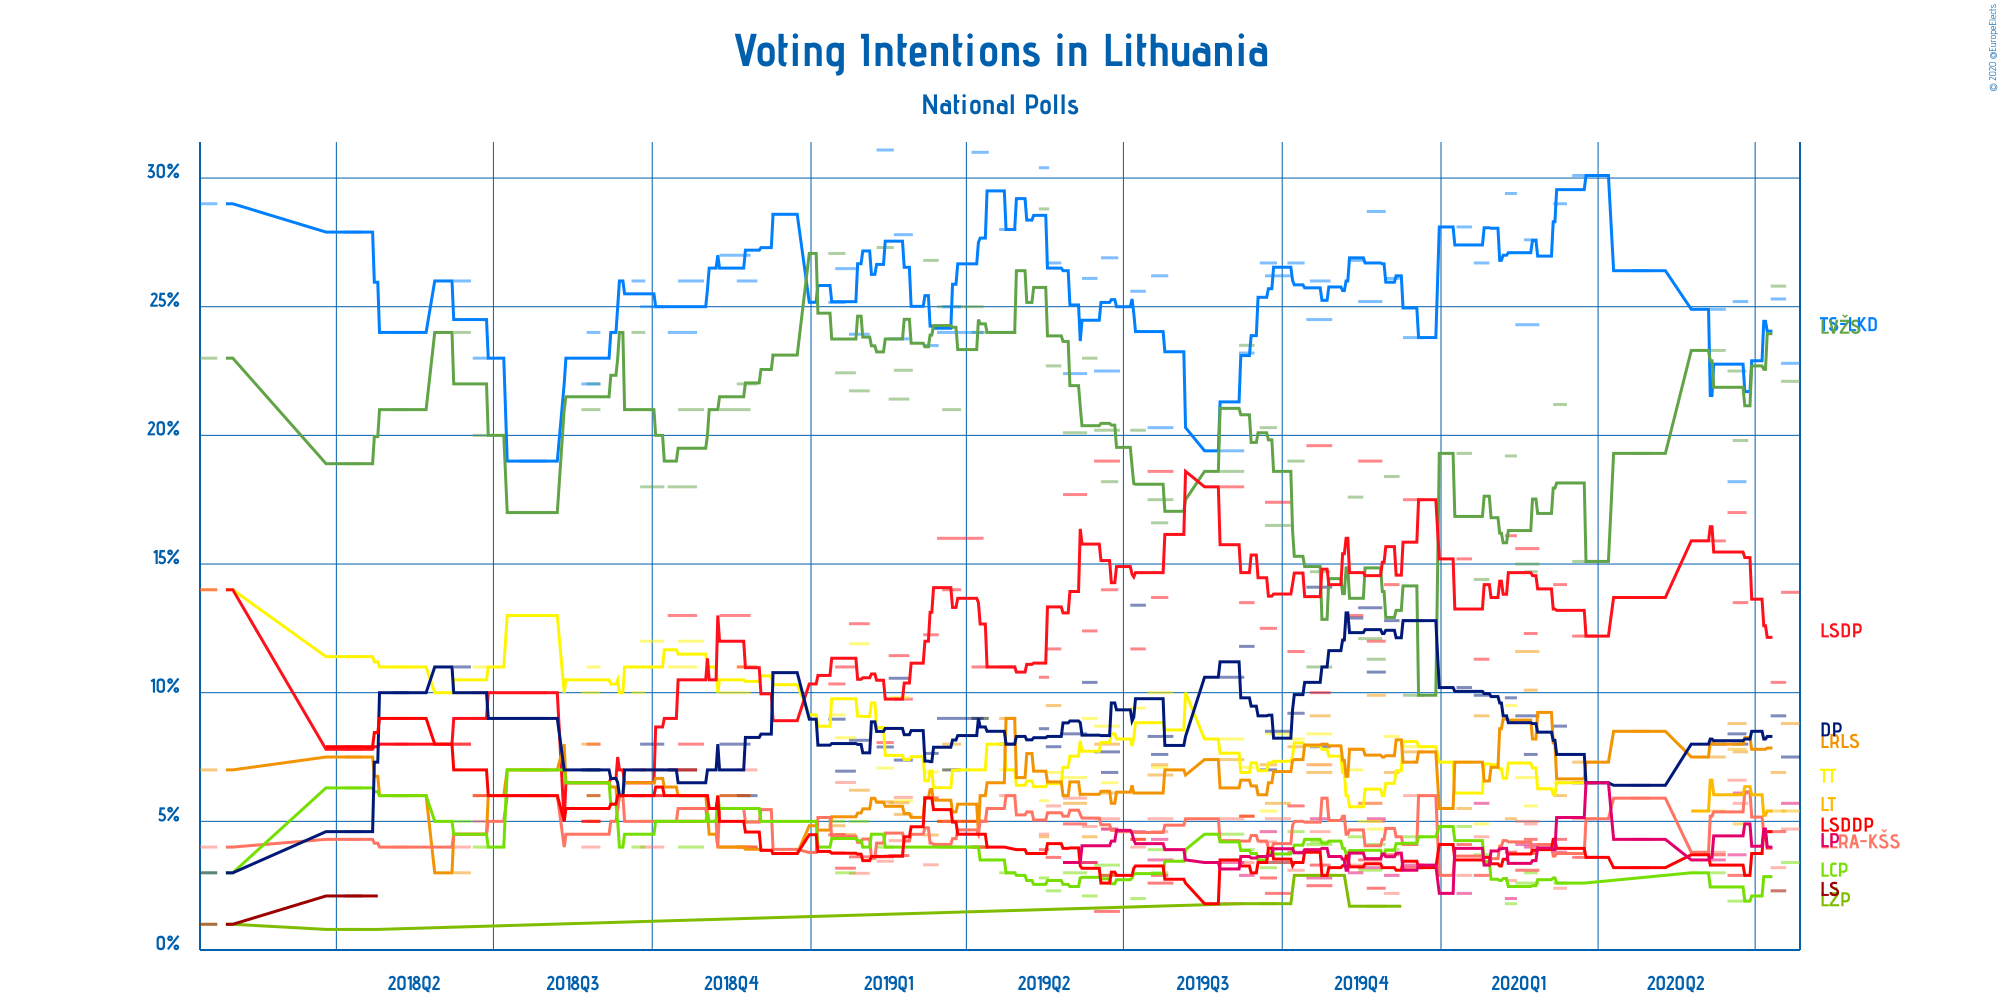 © 2020 @EuropeElects
Voting Intentions in Lithuania
National Polls
30%
25%
20%
15%
10%
5%
0%
TS-LKD
LVŽS
LSDP
DP
LRLS
TT
LT
LSDDP
LP
LLRA-KŠS
LCP
LS
LŽP
2018Q2
2018Q3
2018Q4
2019Q1
2019Q2
2019Q3
2019Q4
2020Q1
2020Q2